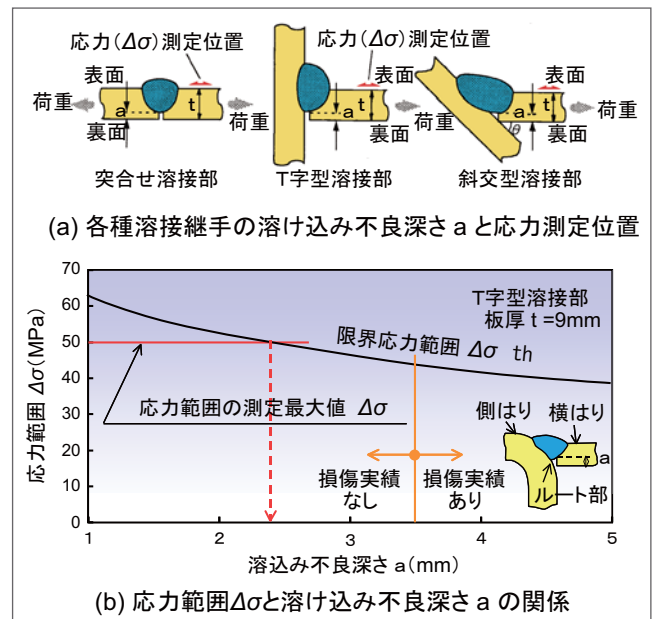 応力(Δσ)測定位置
応力(Δσ)測定位置
表面
表面
表面
荷重
a
t
荷重
a
t
荷重
a
t
θ
荷重
裏面
裏面
裏面
突合せ溶接部
T字型溶接部
斜交型溶接部
(a) 各種溶接継手の溶け込み不良深さ a と応力測定位置
応力範囲 Δσ(MPa)
70
60
50
40
30
20
10
0
T字型溶接部
板厚 t =9mm
限界応力範囲 Δσ th
応力範囲の測定最大値 Δσ
側はり
横はり
a
ルート部
損傷実績
なし
損傷実績
あり
1
2
3
4
5
溶込み不良深さ a(mm)
(b) 応力範囲Δσと溶け込み不良深さ a の関係